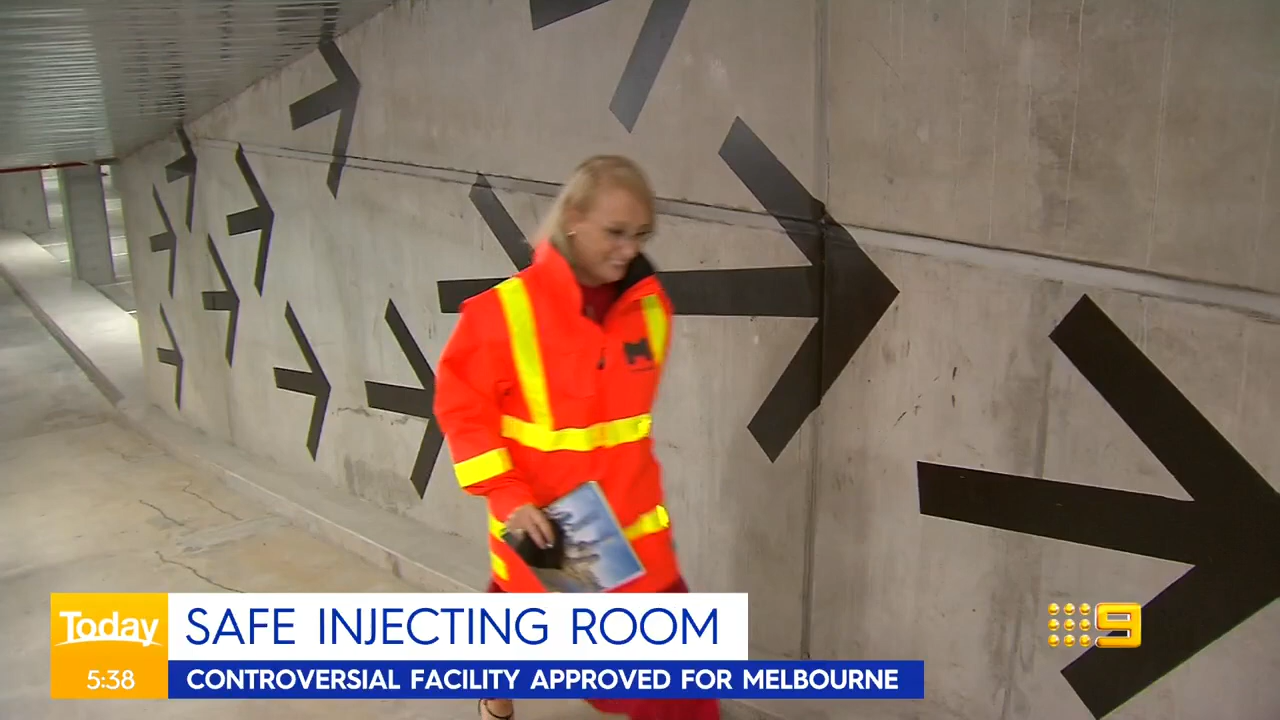 Today
5:38
SAFE INJECTING ROOM
CONTROVERSIAL FACILITY APPROVED FOR MELBOURNE
9